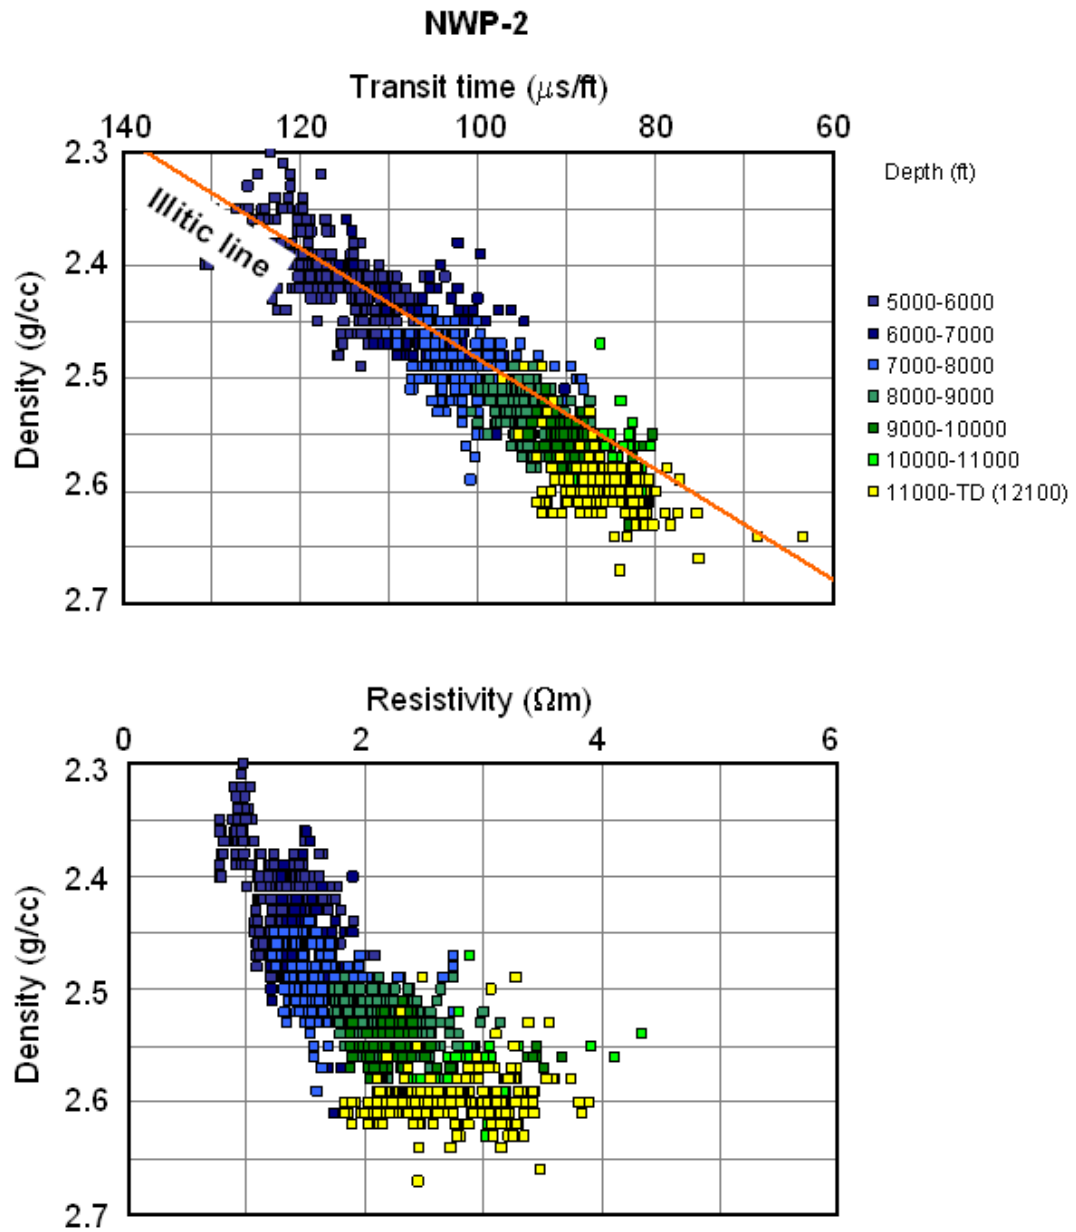 NWP-2
Transit time (μs/ft)
140 120 100 80 60
2.3
2.4
2.5
2.6
2.7
Density (g/cc)
Illitic line
Depth (ft)
5000-6000
6000-7000
7000-8000
8000-9000
9000-10000
10000-11000
11000-TD (12100)
Resistivity (Ωm)
0 2 4 6
2.3
2.4
2.5
2.6
2.7
Density (g/cc)